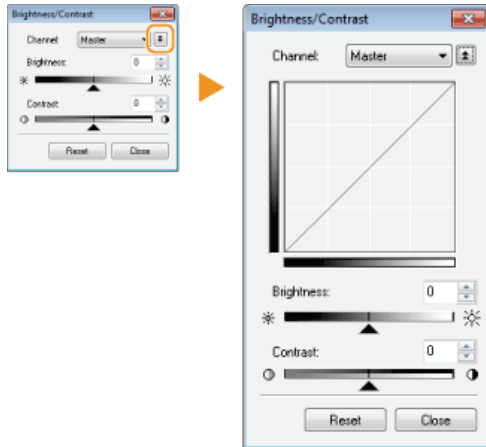 Brightness/Contrast
Channel: Master
Brightness: 0
Contrast: 0
Reset Close
Brightness/Contrast
Channel: Master
Brightness: 0
Contrast: 0
Reset Close